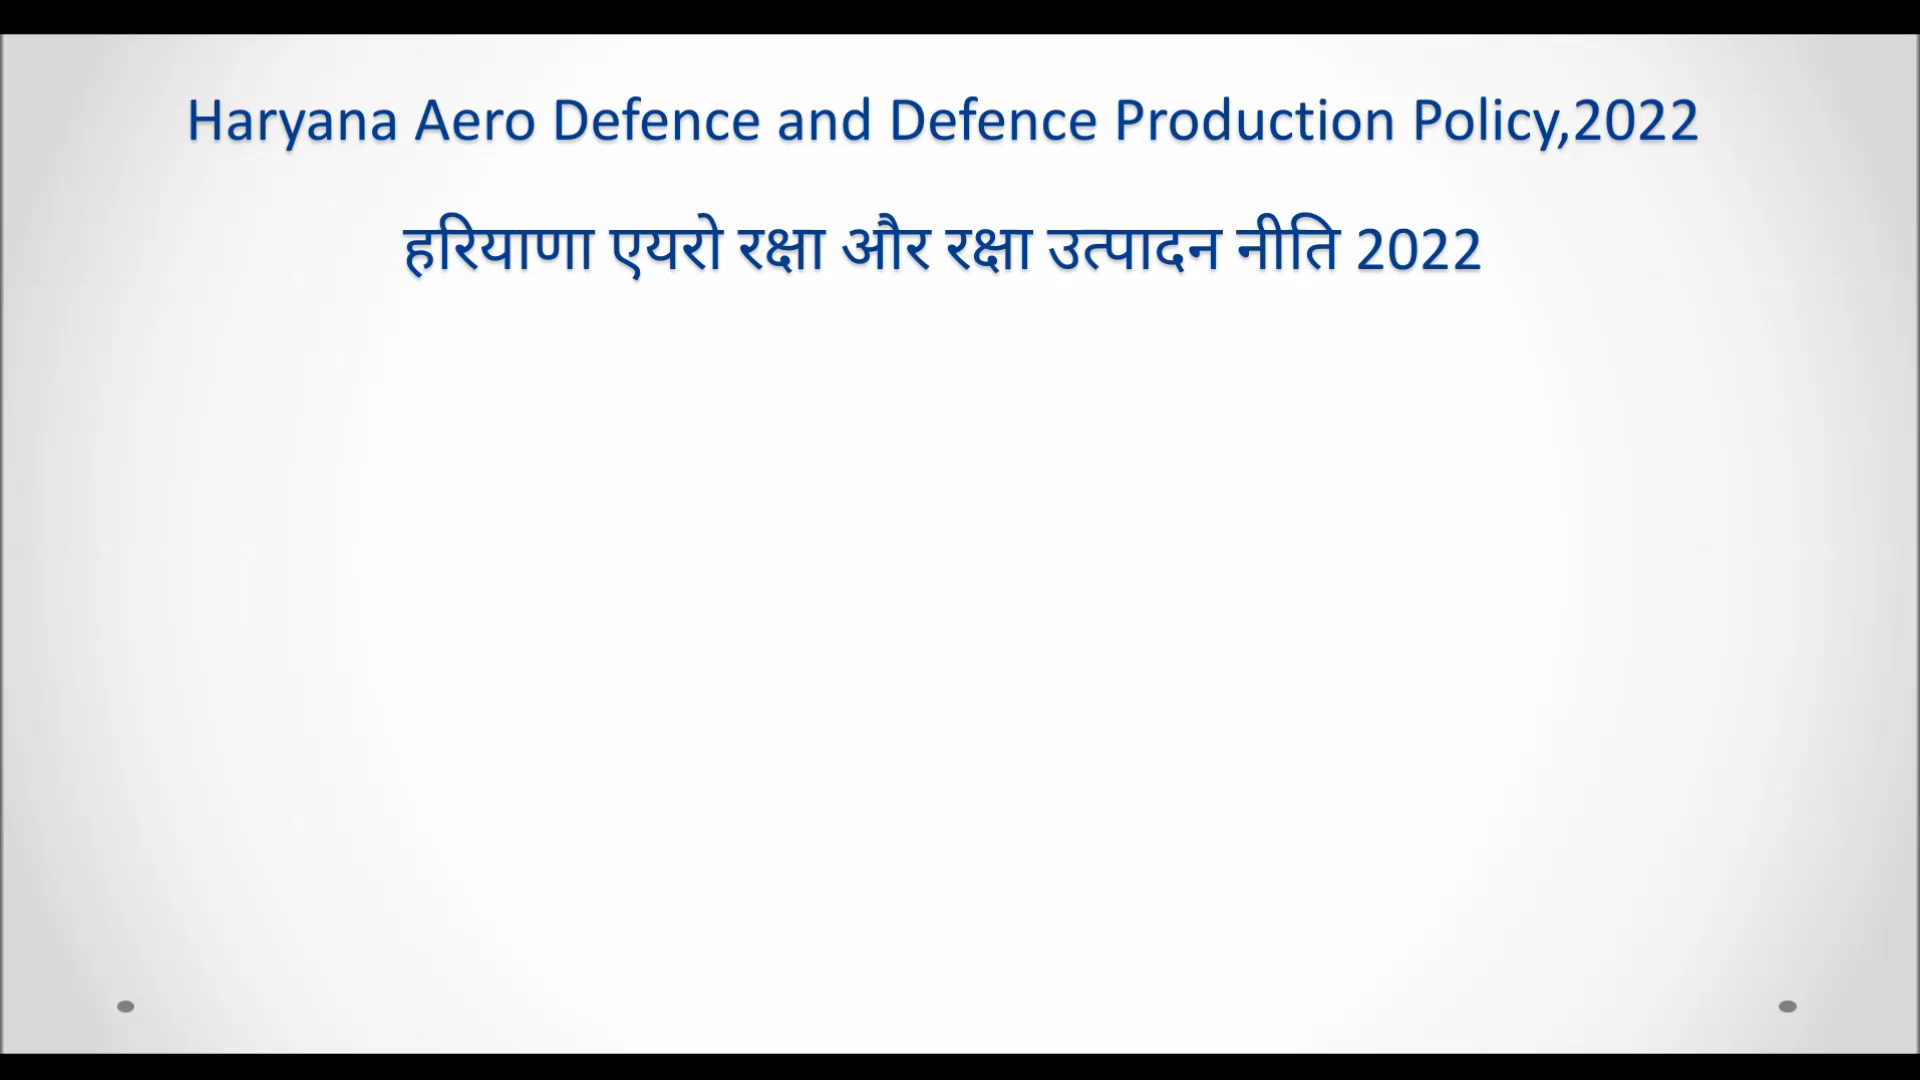 Haryana Aero Defence and Defence Production Policy,2022
हरियाणा एयरो रक्षा और रक्षा उत्पादन नीति 2022